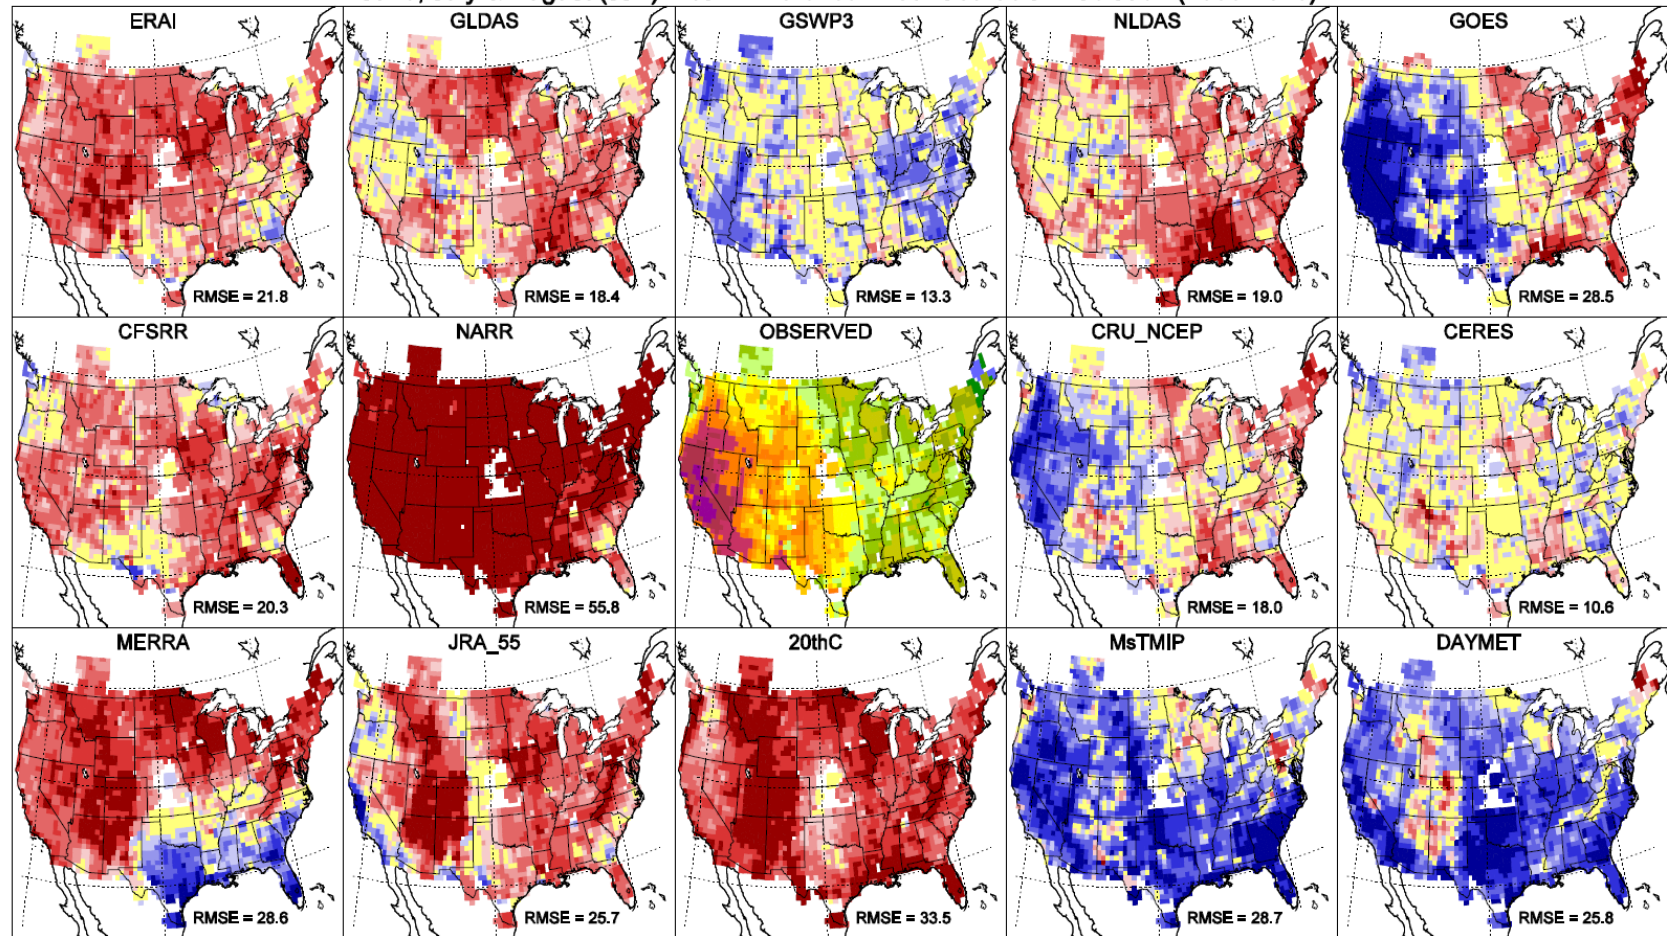 ERAI GLDAS GSWP3 NLDAS GOES
RMSE = 21.8 RMSE = 18.4 RMSE = 13.3 RMSE = 19.0 RMSE = 28.5
CFSRR NARR OBSERVED CRU_NCEP CERES
RMSE = 20.3 RMSE = 55.8 RMSE = 18.0 RMSE = 10.6
MERRA JRA_55 20thC MsTMIP DAYMET
RMSE = 28.6 RMSE = 25.7 RMSE = 33.5 RMSE = 28.7 RMSE = 25.8